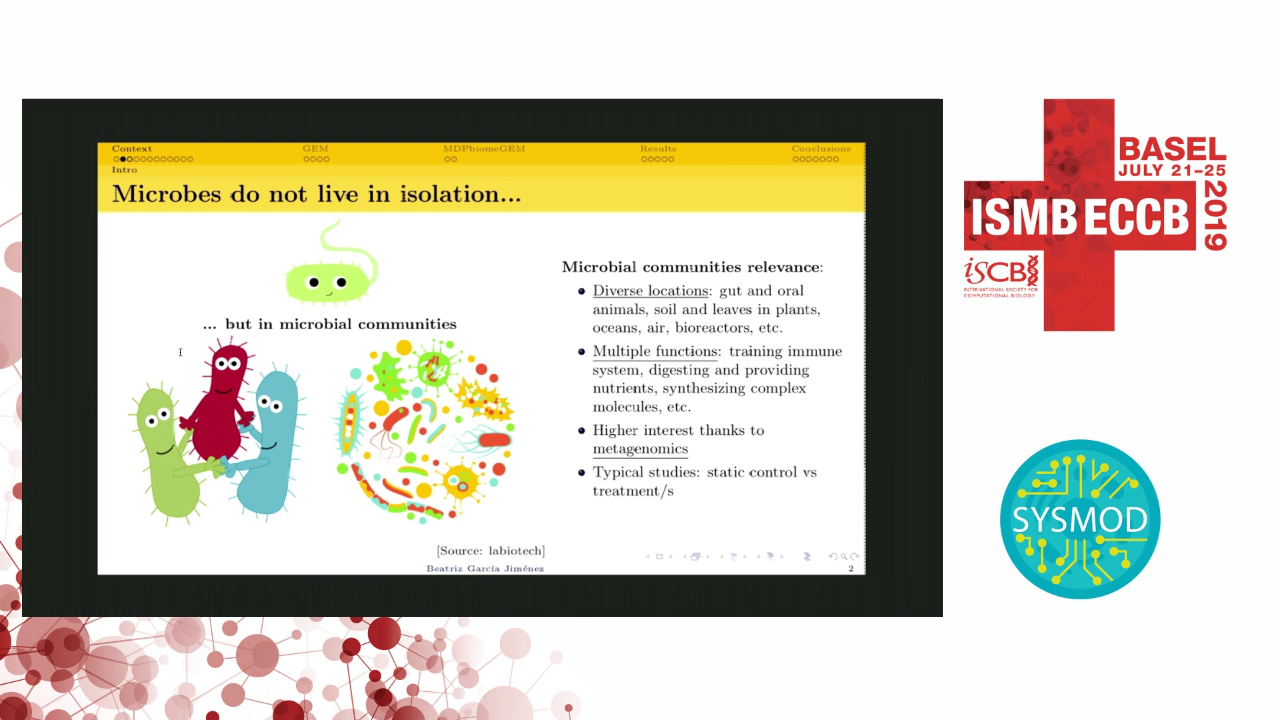 Context GEM MDPbiomeGEM Results Conclusions
Intro
Microbes do not live in isolation...
... but in microbial communities
[Source: labiotech]
Microbial communities relevance:
Diverse locations: gut and oral
animals, soil and leaves in plants,
oceans, air, bioreactors, etc.
Multiple functions: training immune
system, digesting and providing
nutrients, synthesizing complex
molecules, etc.
Higher interest thanks to
metagenomics
Typical studies: static control vs
treatment/s
Beatriz García Jiménez
2
BASEL
JULY 21–25
2019
ISMB ECCB
ISCB
INTERNATIONAL SOCIETY FOR
COMPUTATIONAL BIOLOGY
SYSMOD